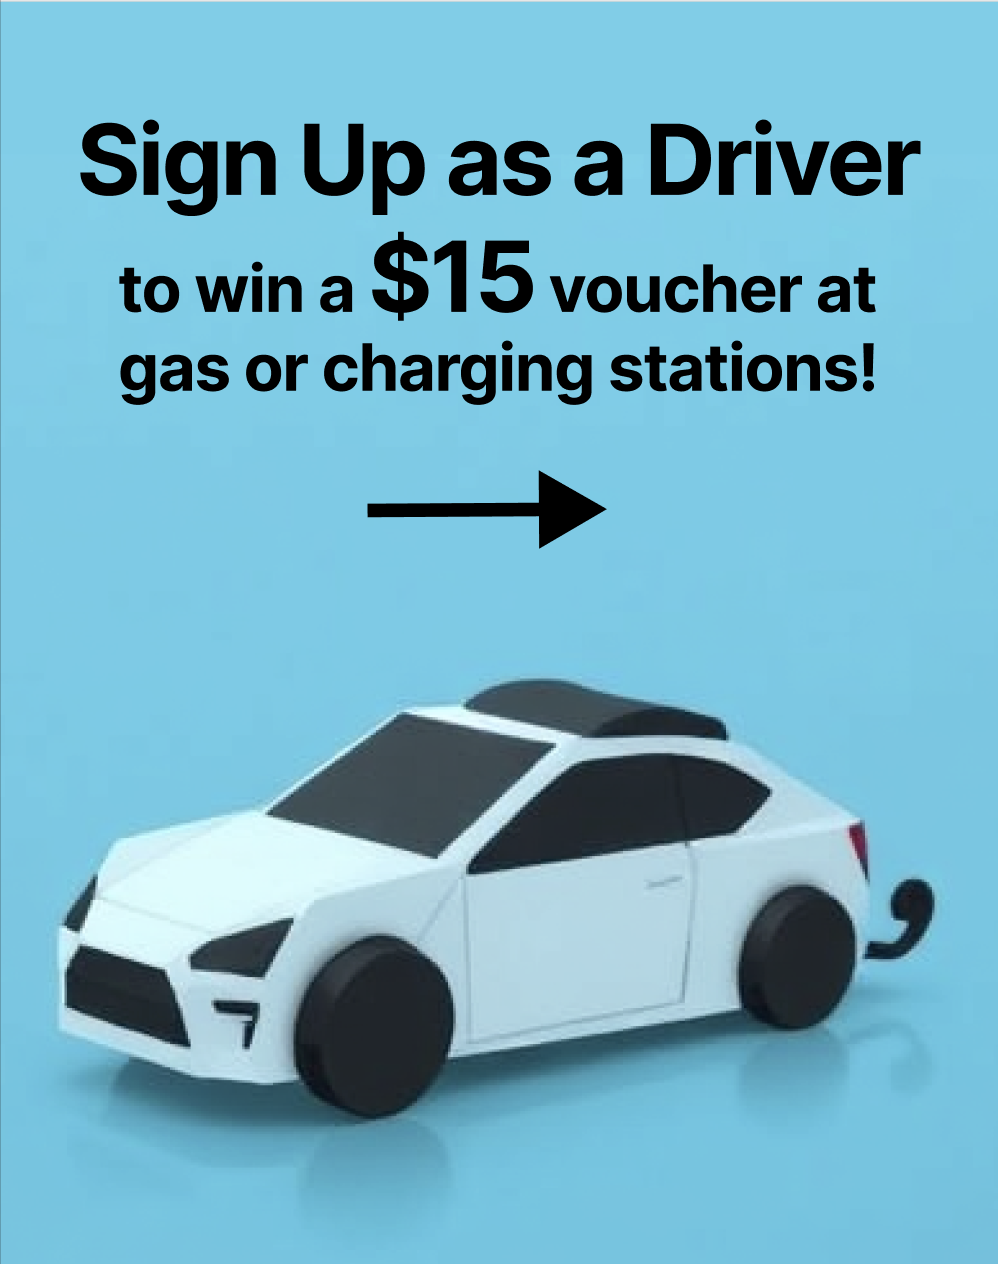 Sign Up as a Driver
to win a $15 voucher at
gas or charging stations!